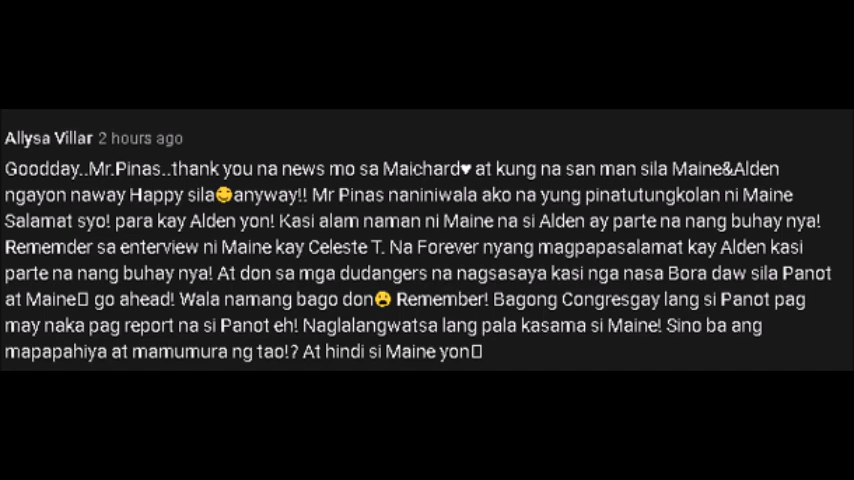 Allysa Villar 2 hours ago
Goodday..Mr.Pinas..thank you na news mo sa Maichard♥ at kung na san man sila Maine&Alden
ngayon naway Happy sila😊anyway!! Mr Pinas naniniwala ako na yung pinatutungkolan ni Maine
Salamat syo! para kay Alden yon! Kasi alam naman ni Maine na si Alden ay parte na nang buhay nya!
Rememder sa enterview ni Maine kay Celeste T. Na Forever nyang magpapasalamat kay Alden kasi
parte na nang buhay nya! At don sa mga dudangers na nagsasaya kasi nga nasa Bora daw sila Panot
at Maine▯ go ahead! Wala namang bago don😩 Remember! Bagong Congresgay lang si Panot pag
may naka pag report na si Panot eh! Naglalangwatsa lang pala kasama si Maine! Sino ba ang
mapapahiya at mamumura ng tao!? At hindi si Maine yon▯